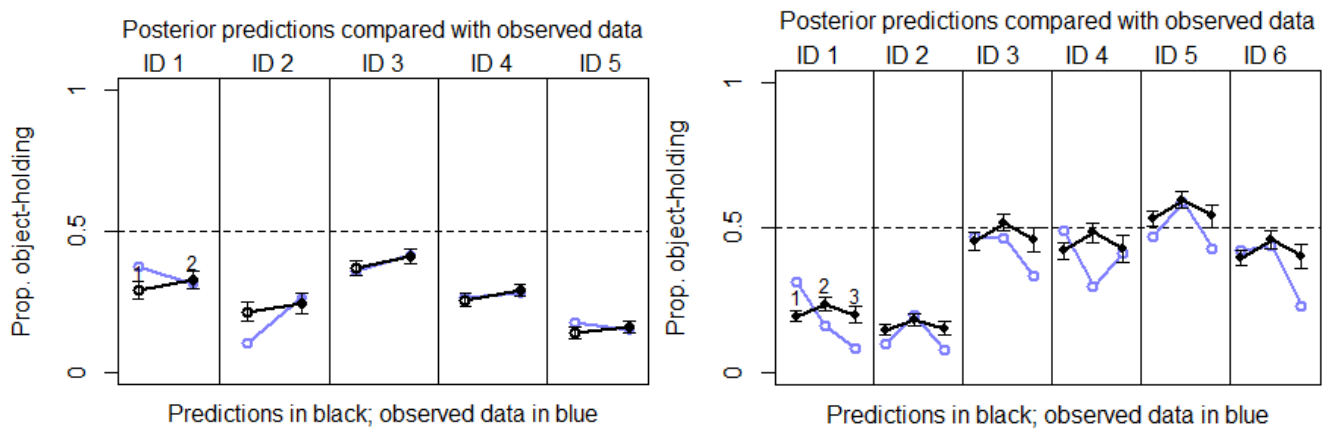 Posterior predictions compared with observed data
ID 1 ID 2 ID 3 ID 4 ID 5
Prop. object-holding
1
0.5
0
1 2
Predictions in black; observed data in blue
Posterior predictions compared with observed data
ID 1 ID 2 ID 3 ID 4 ID 5 ID 6
Prop. object-holding
1
0.5
0
1 2 3
Predictions in black; observed data in blue